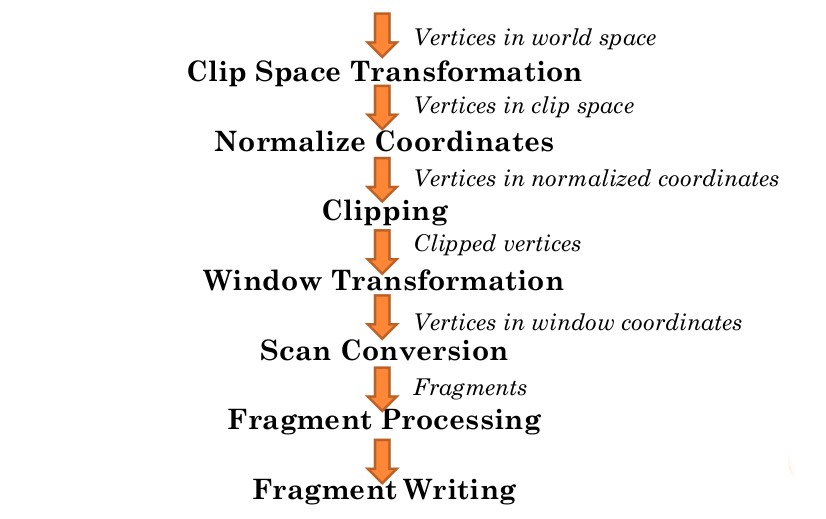 Vertices in world space
Clip Space Transformation
Vertices in clip space
Normalize Coordinates
Vertices in normalized coordinates
Clipping
Clipped vertices
Window Transformation
Vertices in window coordinates
Scan Conversion
Fragments
Fragment Processing
Fragment Writing